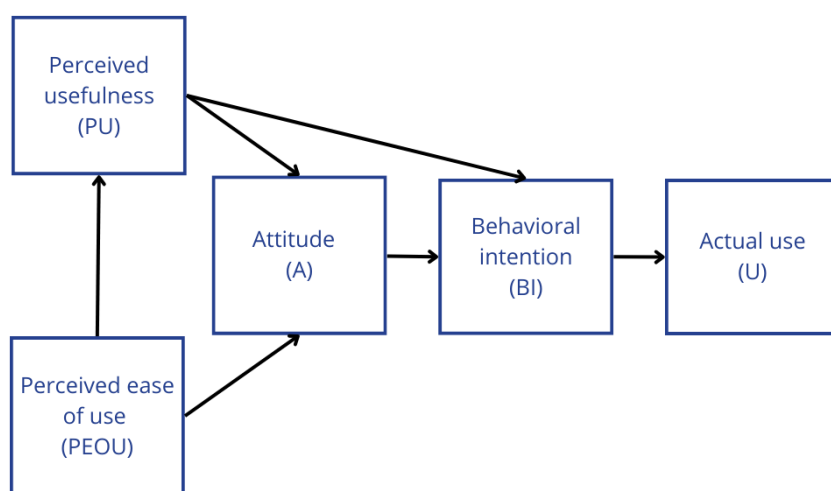 Perceived
usefulness
(PU)
Attitude
(A)
Behavioral
intention
(BI)
Actual use
(U)
Perceived ease
of use
(PEOU)